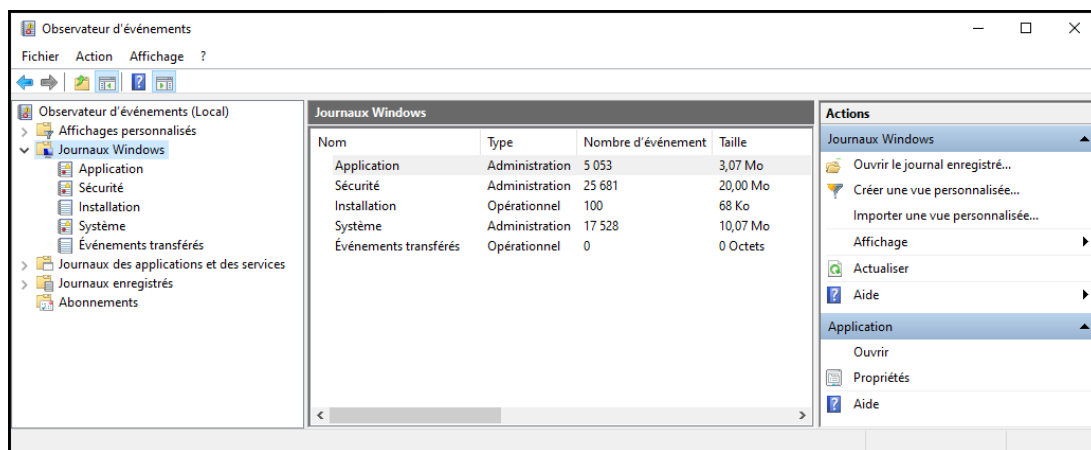 Observateur d'événements
Fichier Action Affichage ?
Observateur d'événements (Local)
Affichages personnalisés
Journaux Windows
Application
Sécurité
Installation
Système
Événements transférés
Journaux des applications et des services
Journaux enregistrés
Abonnements
Journaux Windows
Nom Type Nombre d'événement Taille
Application Administration 5 053 3,07 Mo
Sécurité Administration 25 681 20,00 Mo
Installation Opérationnel 100 68 Ko
Système Administration 17 528 10,07 Mo
Événements transférés Opérationnel 0 0 Octets
Actions
Journaux Windows
Ouvrir le journal enregistré...
Créer une vue personnalisée...
Importer une vue personnalisée...
Affichage
Actualiser
Aide
Application
Ouvrir
Propriétés
Aide